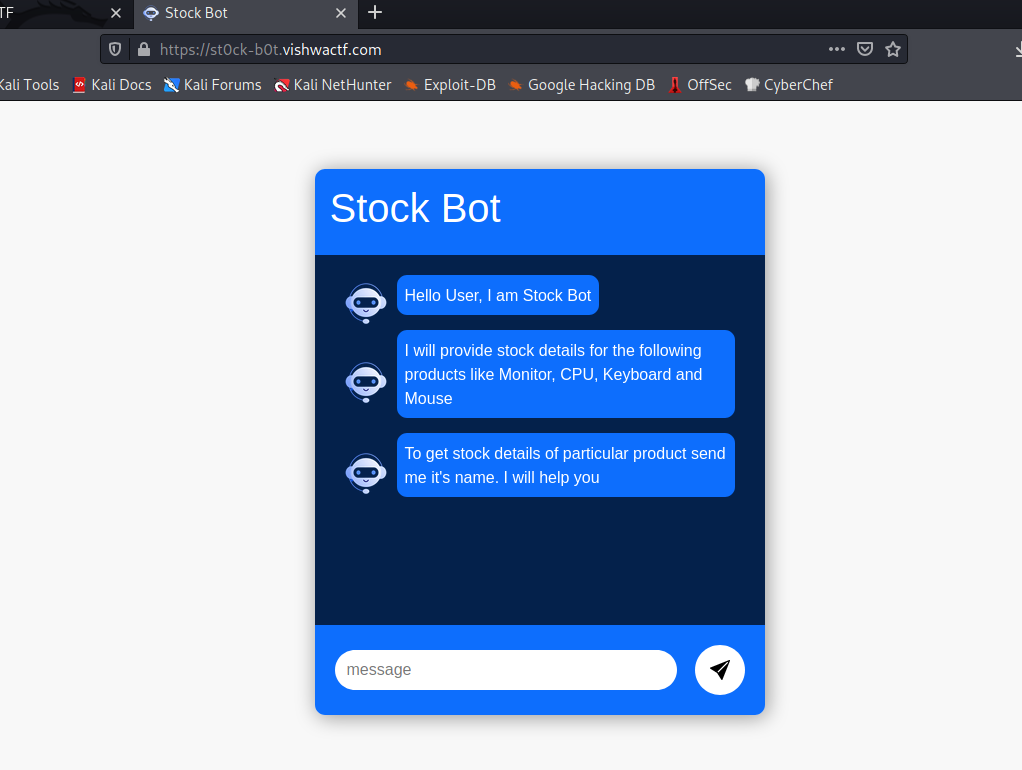 TF
Stock Bot
https://st0ck-b0t.vishwactf.com
Kali Tools Kali Docs Kali Forums Kali NetHunter Exploit-DB Google Hacking DB OffSec CyberChef
Stock Bot
Hello User, I am Stock Bot
I will provide stock details for the following
products like Monitor, CPU, Keyboard and
Mouse
To get stock details of particular product send
me it's name. I will help you
message